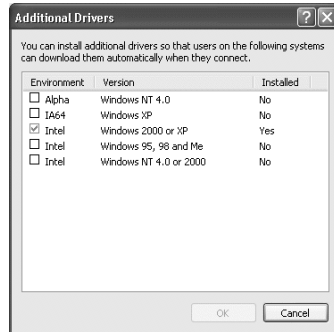 Additional Drivers
You can install additional drivers so that users on the following systems
can download them automatically when they connect.
Environment Version Installed
Alpha Windows NT 4.0 No
IA64 Windows XP No
Intel Windows 2000 or XP Yes
Intel Windows 95, 98 and Me No
Intel Windows NT 4.0 or 2000 No
OK Cancel